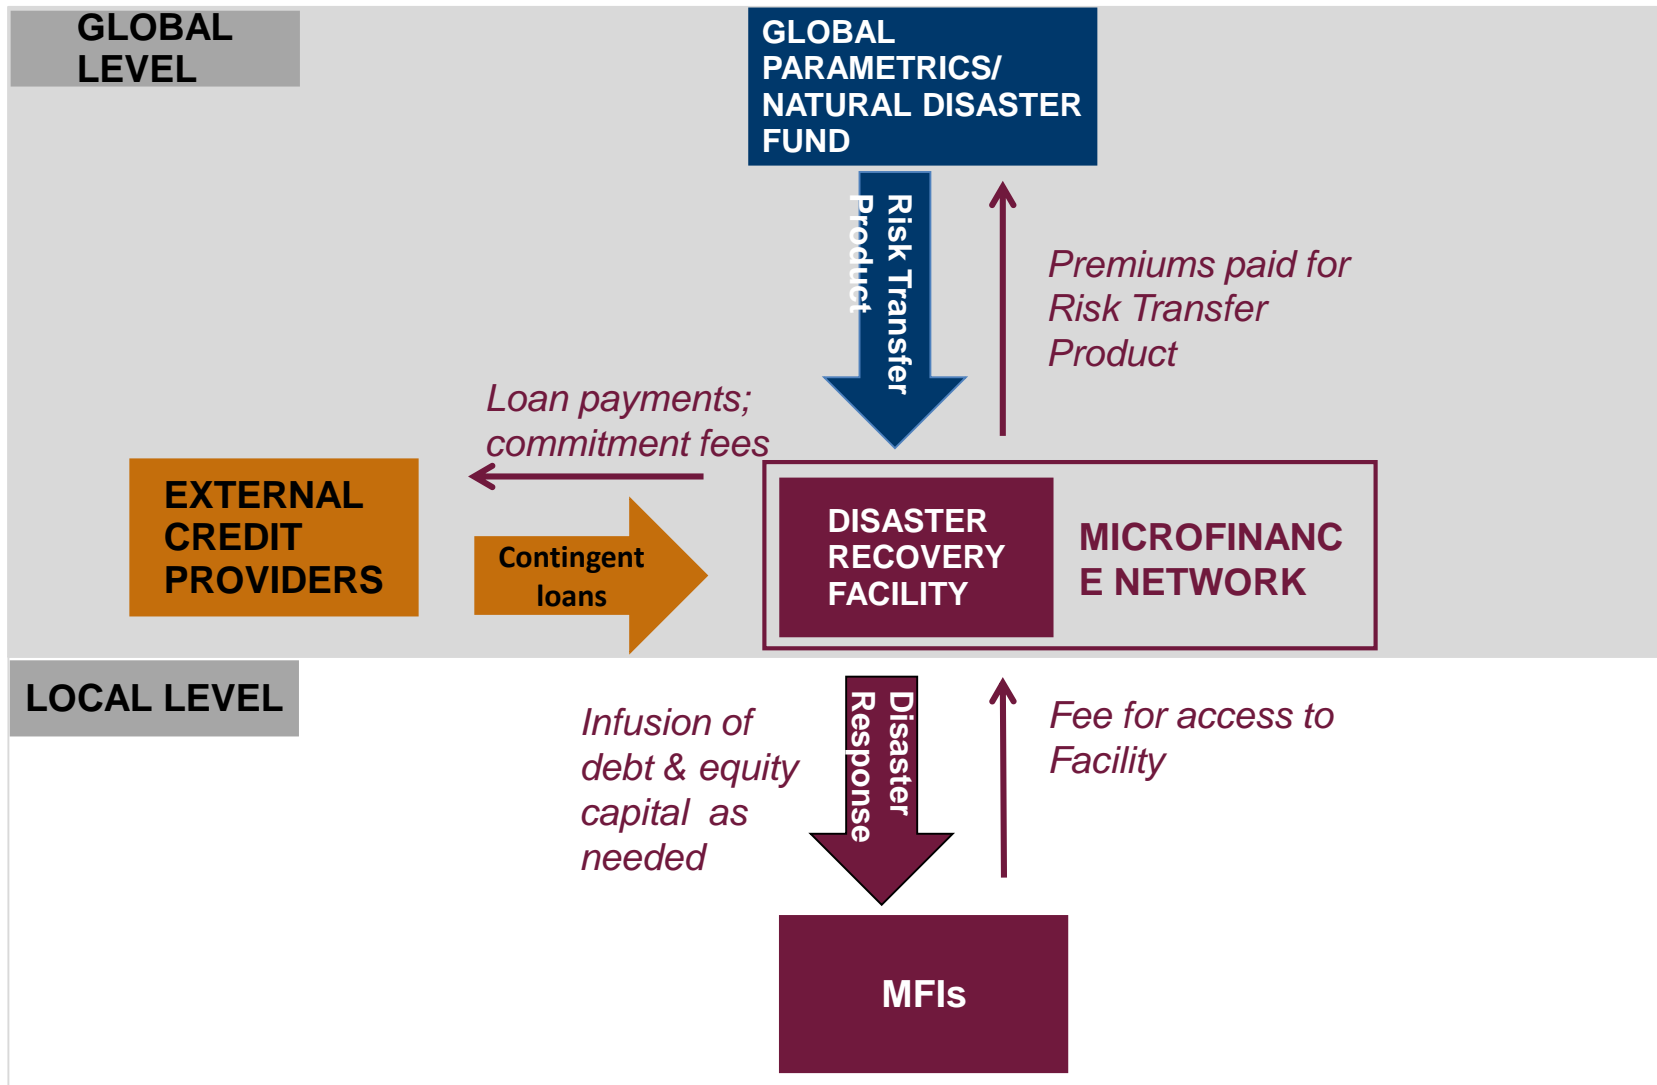 GLOBAL
LEVEL
GLOBAL
PARAMETRICS/
NATURAL DISASTER
FUND
Risk Transfer
Product
Premiums paid for
Risk Transfer
Product
Loan payments;
commitment fees
EXTERNAL
CREDIT
PROVIDERS
Contingent
loans
DISASTER
RECOVERY
FACILITY
MICROFINANC
E NETWORK
LOCAL LEVEL
Infusion of
debt & equity
capital  as
needed
Disaster
Response
Fee for access to
Facility
MFIs